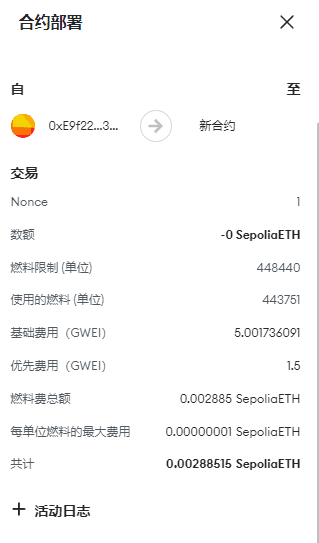 合约部署
自 至
0xE9f22...3... 新合约
交易
Nonce 1
数额 -0 SepoliaETH
燃料限制 (单位) 448440
使用的燃料 (单位) 443751
基础费用（GWEI） 5.001736091
优先费用（GWEI） 1.5
燃料费总额 0.002885 SepoliaETH
每单位燃料的最大费用 0.00000001 SepoliaETH
共计 0.00288515 SepoliaETH
活动日志